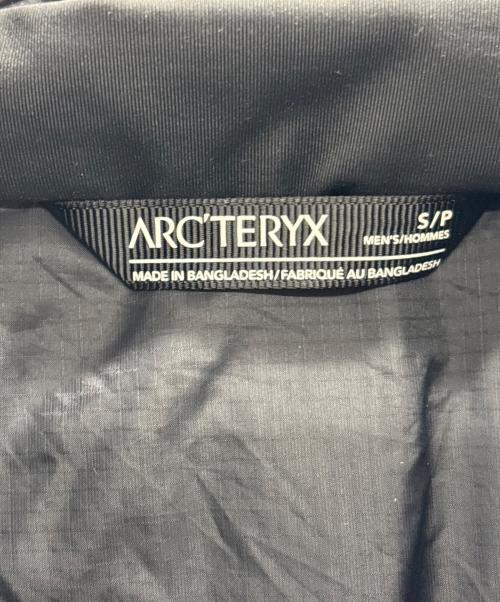 ARC'TERYX
S/P
MEN'S/HOMMES
MADE IN BANGLADESH/FABRIQUÉ AU BANGLADESH